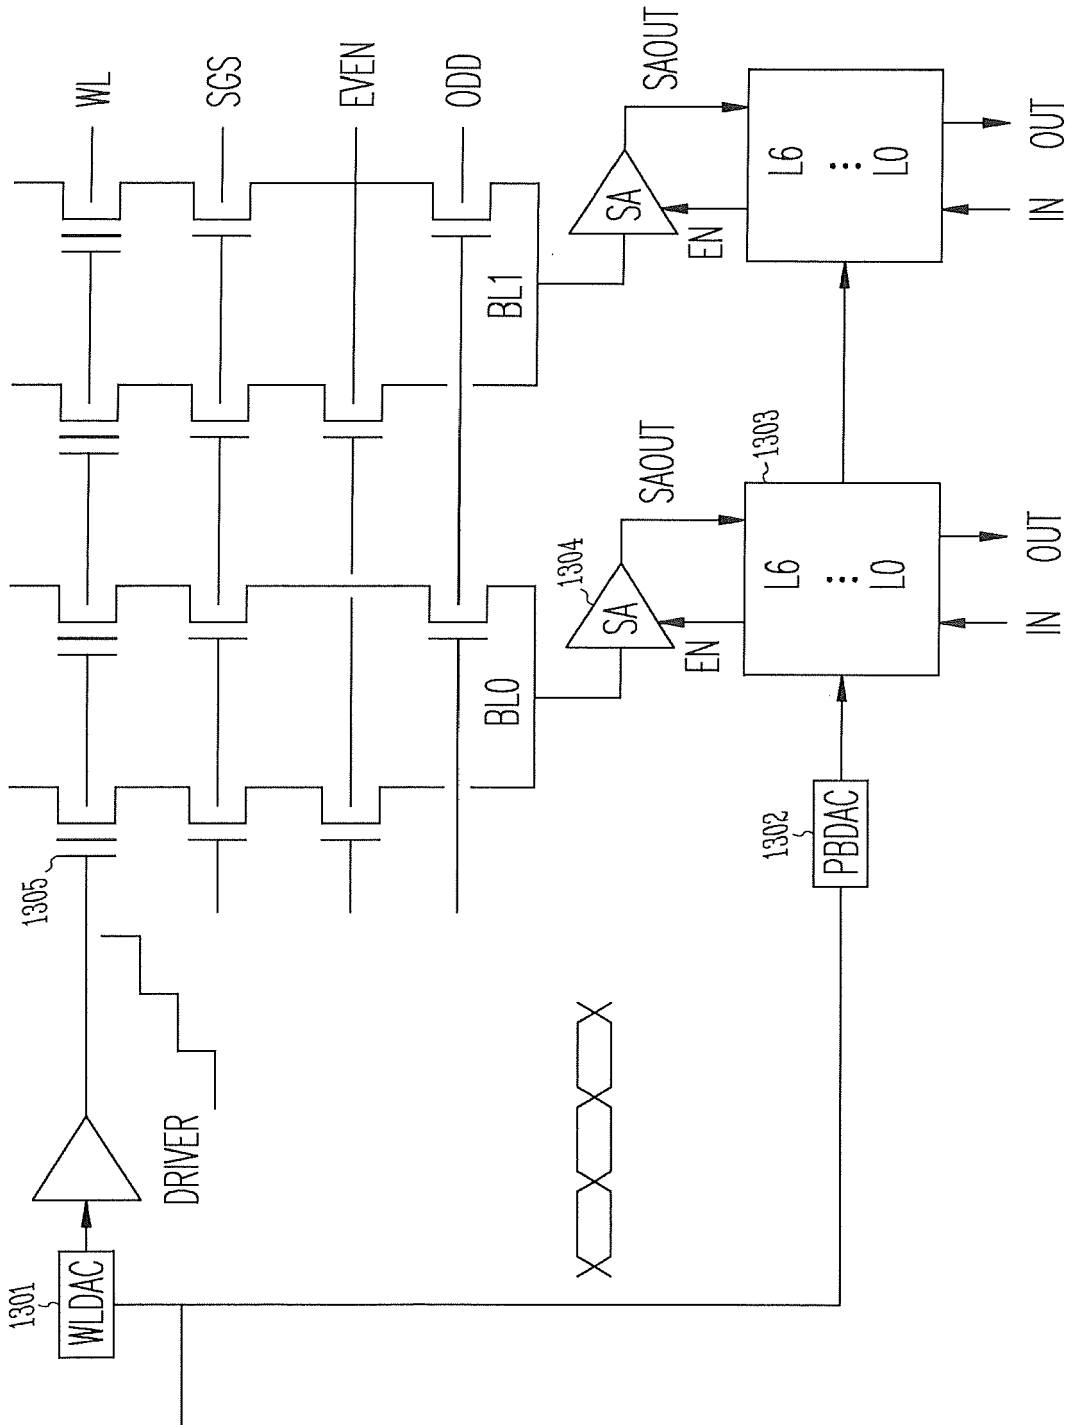 WL
SGS
EVEN
ODD
1305
1301
WLDAC
DRIVER
BL0
BL1
1304
SA
SAOUT
EN
SA
SAOUT
EN
1302
PBDAC
1303
L6
...
L0
IN
OUT
L6
...
L0
IN
OUT